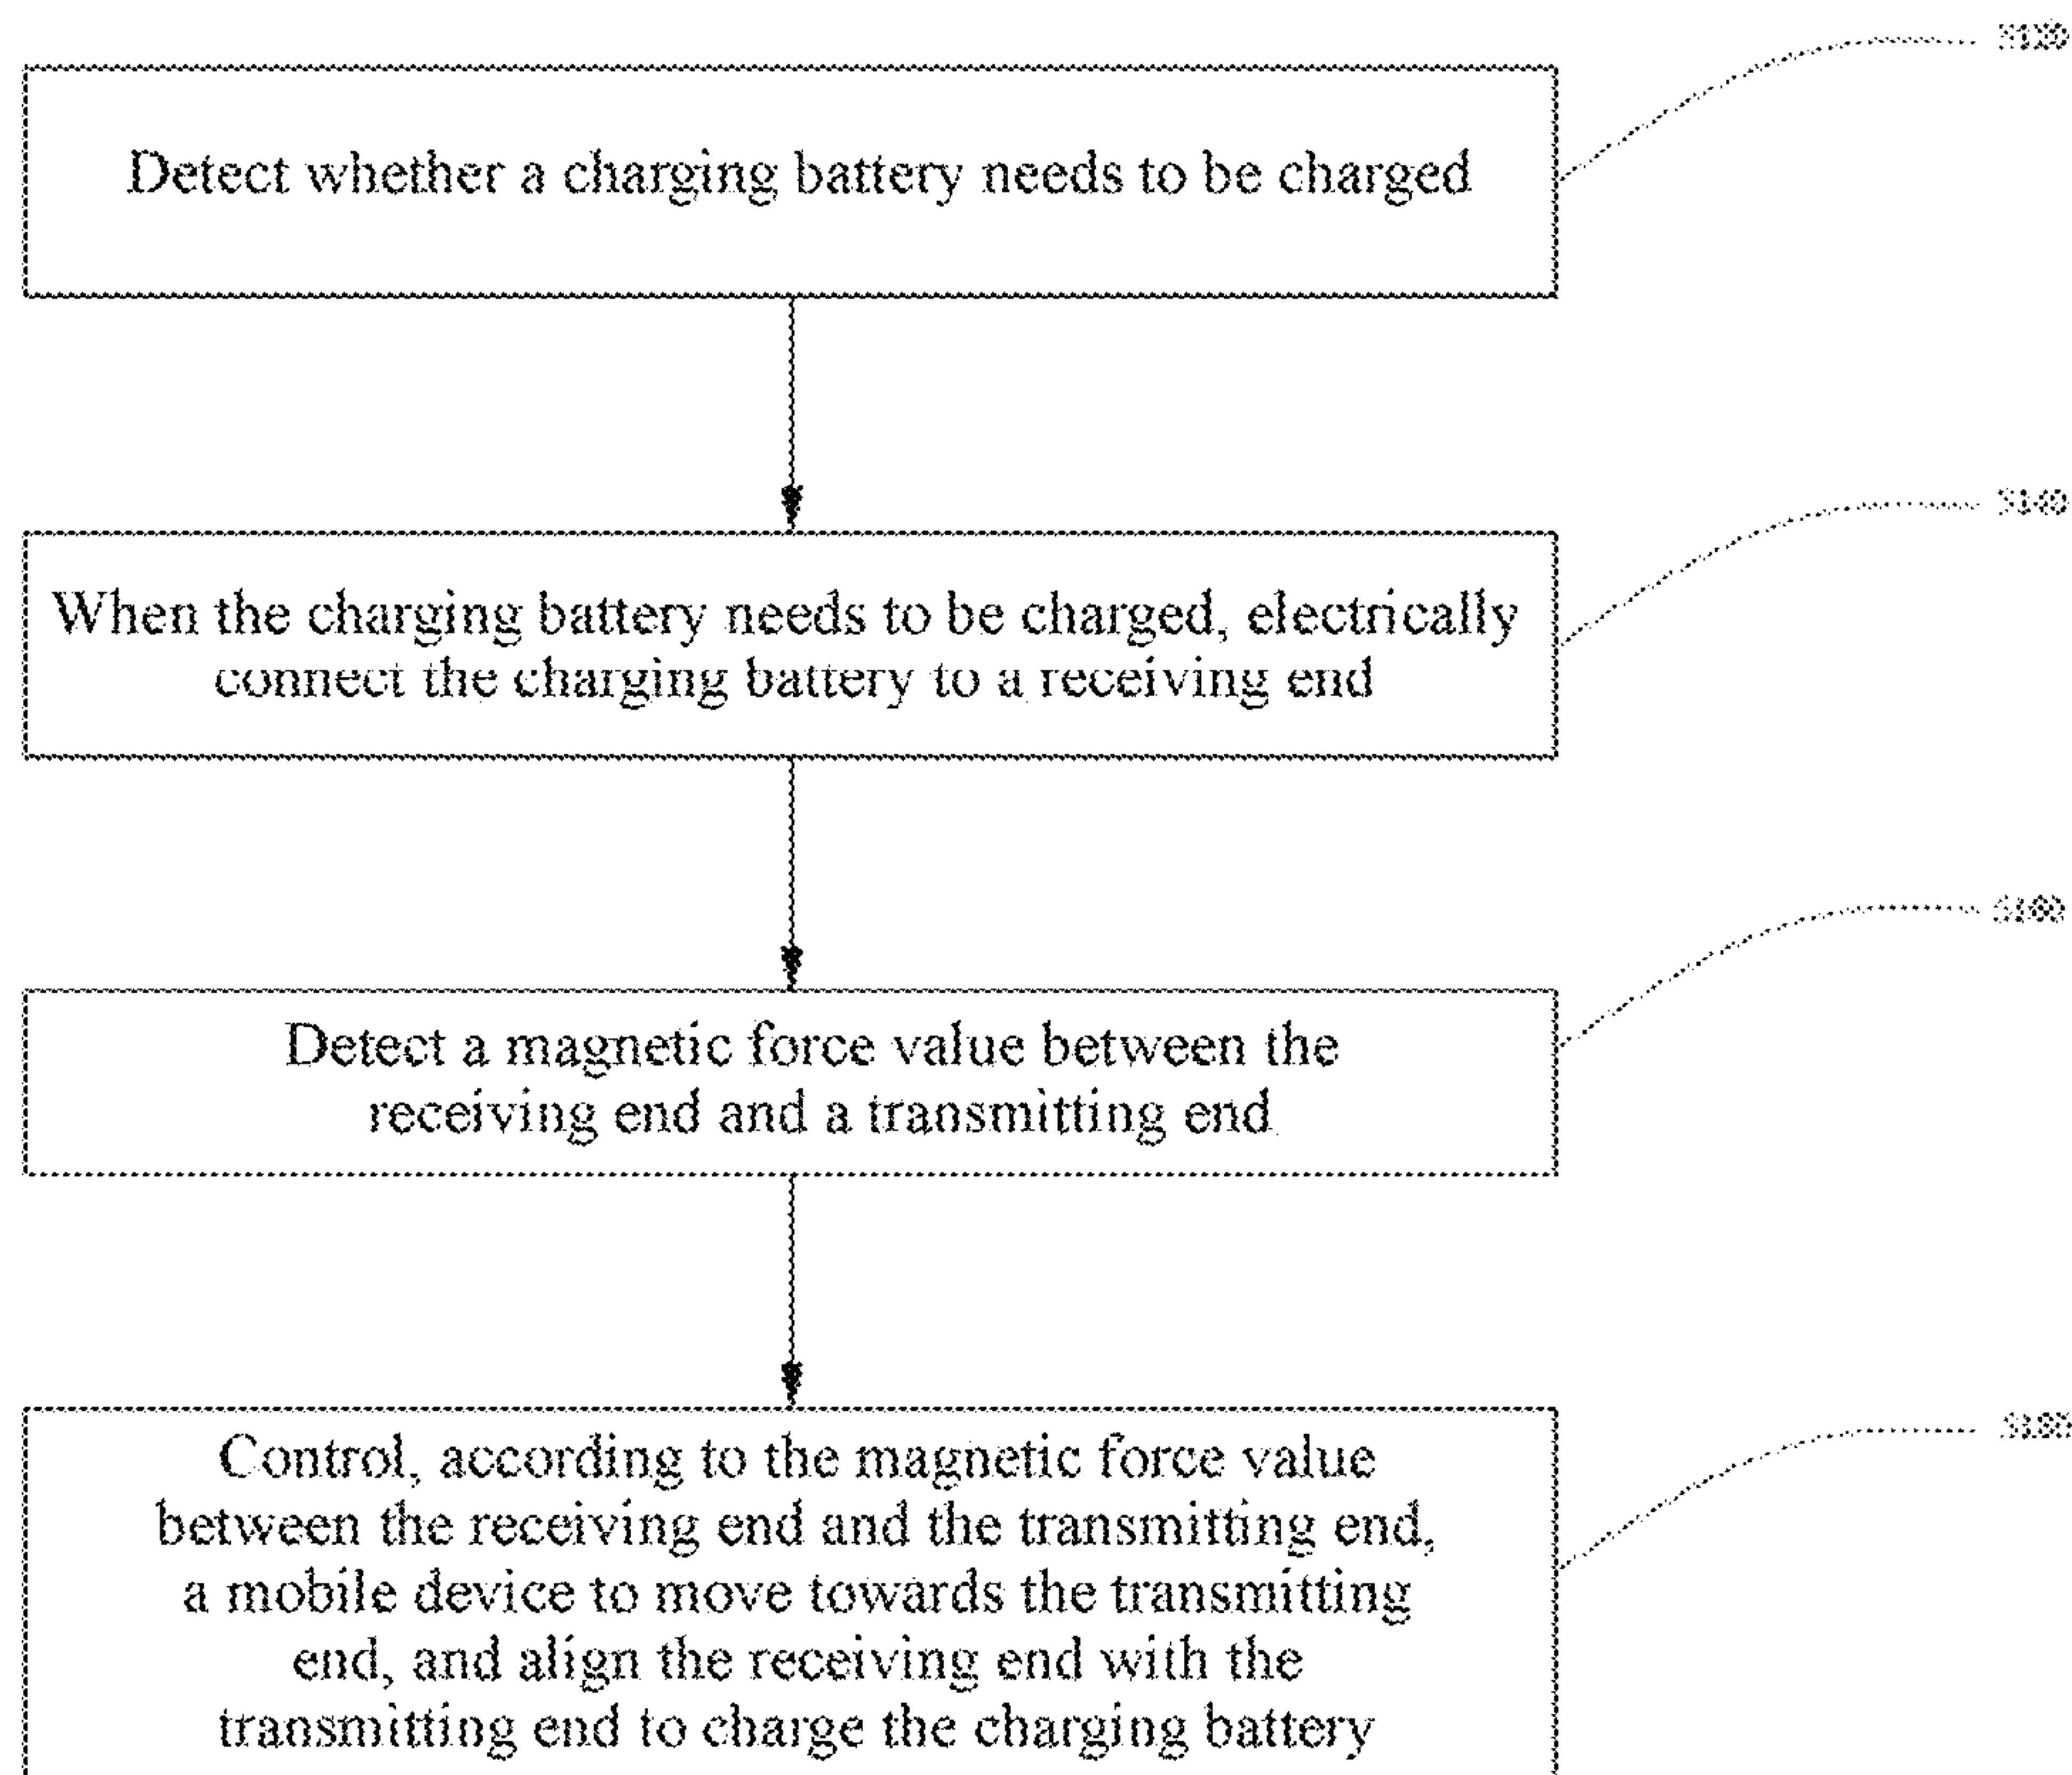 Detect whether a charging battery needs to be charged
S140
When the charging battery needs to be charged, electrically
connect the charging battery to a receiving end
Detect a magnetic force value between the
receiving end and a transmitting end
Control, according to the magnetic force value
between the receiving end and the transmitting end,
a mobile device to move towards the transmitting
end, and align the receiving end with the
transmitting end to charge the charging battery